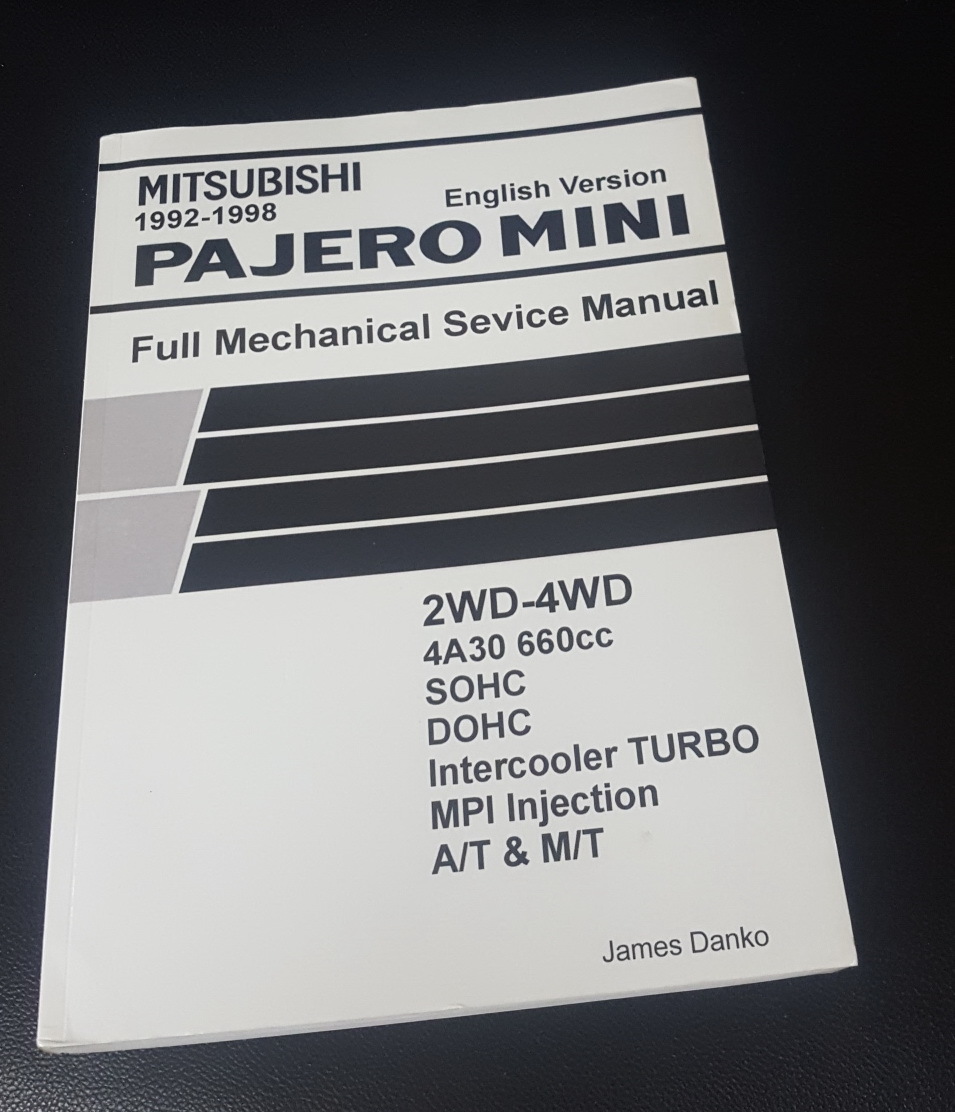 MITSUBISHI
1992-1998
English Version
PAJERO MINI
Full Mechanical Sevice Manual
2WD-4WD
4A30 660cc
SOHC
DOHC
Intercooler TURBO
MPI Injection
A/T & M/T
James Danko